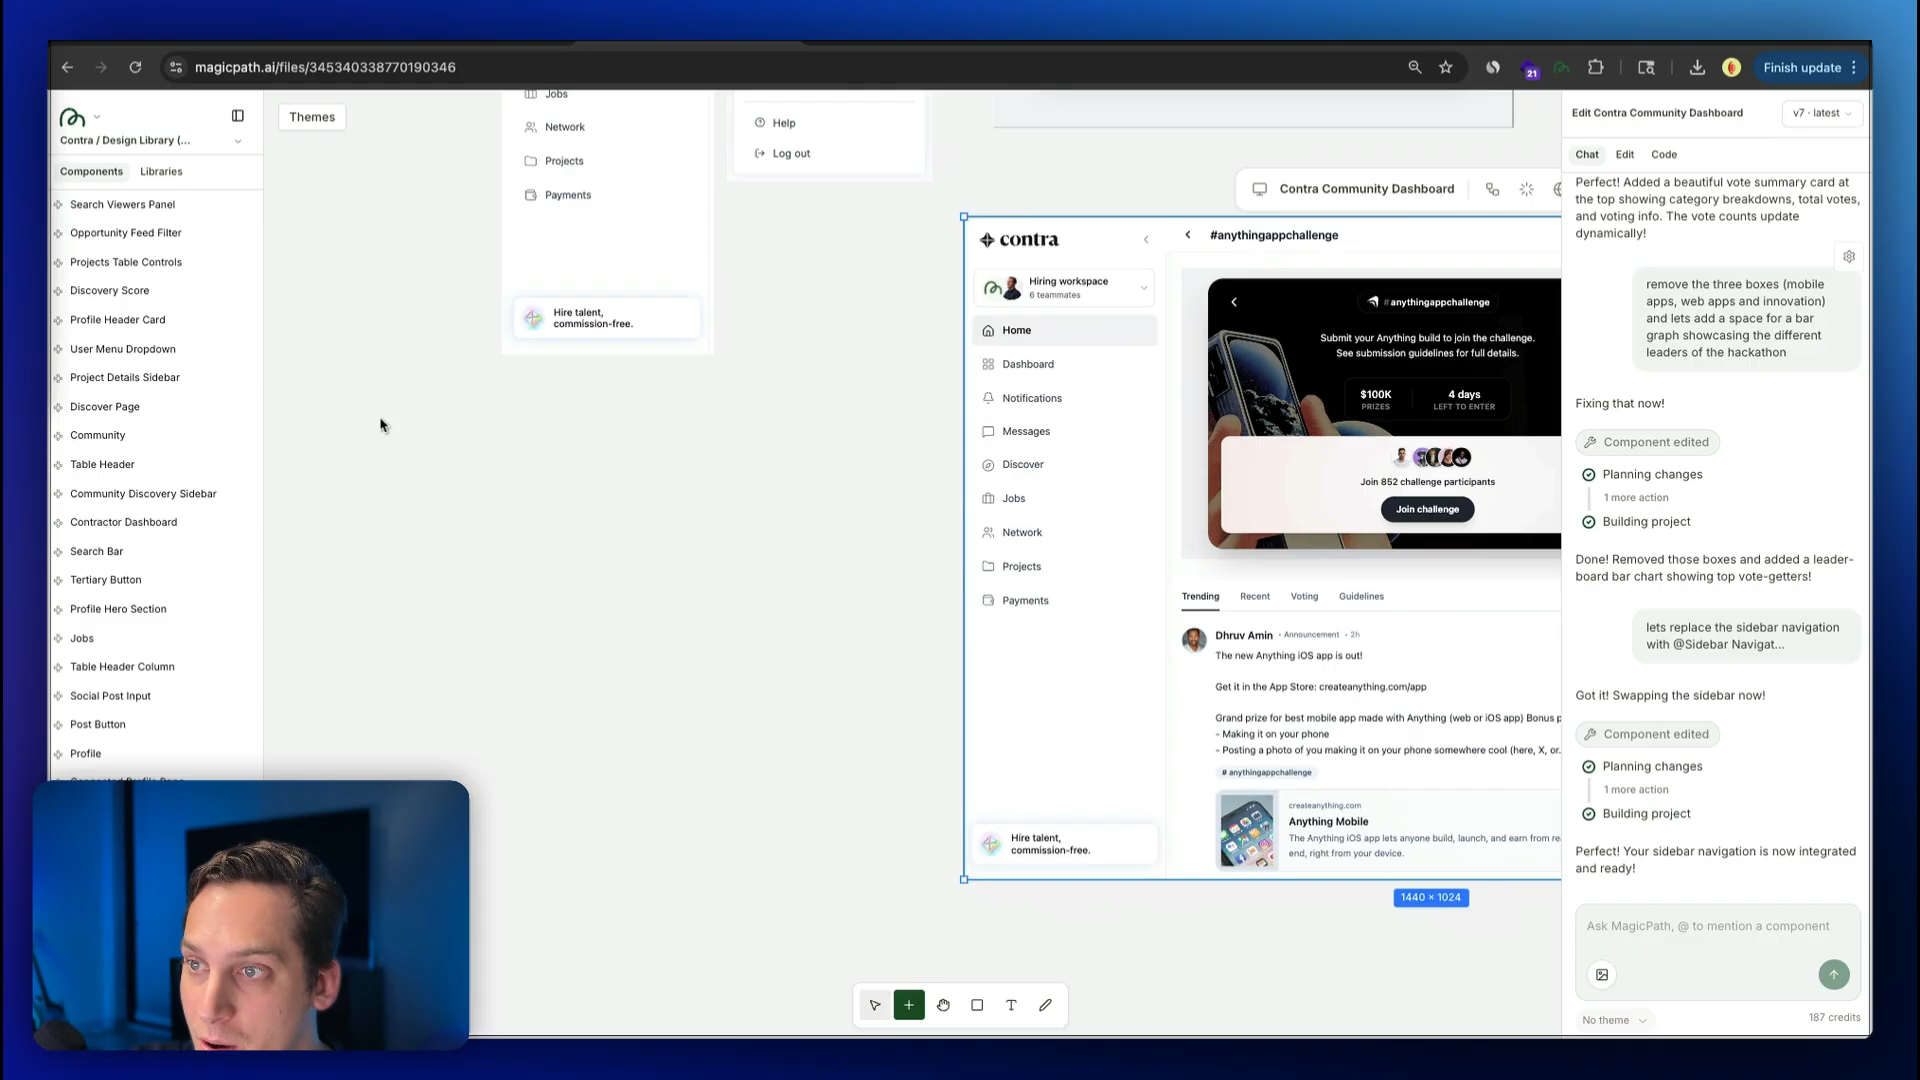 magicpath.ai/files/345340338770190346
21
Finish update
Contra / Design Library (...
Components
Libraries
Search Viewers Panel
Opportunity Feed Filter
Projects Table Controls
Discovery Score
Profile Header Card
User Menu Dropdown
Project Details Sidebar
Discover Page
Community
Table Header
Community Discovery Sidebar
Contractor Dashboard
Search Bar
Tertiary Button
Profile Hero Section
Jobs
Table Header Column
Social Post Input
Post Button
Profile
Themes
Jobs
Network
Projects
Payments
Hire talent,
commission-free.
Help
Log out
Contra Community Dashboard
contra
Hiring workspace
6 teammates
Home
Dashboard
Notifications
Messages
Discover
Jobs
Network
Projects
Payments
Hire talent,
commission-free.
#anythingappchallenge
# anythingappchallenge
Submit your Anything build to join the challenge.
See submission guidelines for full details.
$100K
PRIZES
4 days
LEFT TO ENTER
Join 852 challenge participants
Join challenge
Trending
Recent
Voting
Guidelines
Dhruv Amin • Announcement • 2h
The new Anything iOS app is out!
Get it in the App Store: createanything.com/app
Grand prize for best mobile app made with Anything (web or iOS app) Bonus p
- Making it on your phone
- Posting a photo of you making it on your phone somewhere cool (here, X, or.
# anythingappchallenge
createanything.com
Anything Mobile
The Anything iOS app lets anyone build, launch, and earn from re
end, right from your device.
1440 × 1024
Edit Contra Community Dashboard
v7 · latest
Chat
Edit
Code
Perfect! Added a beautiful vote summary card at
the top showing category breakdowns, total votes,
and voting info. The vote counts update
dynamically!
remove the three boxes (mobile
apps, web apps and innovation)
and lets add a space for a bar
graph showcasing the different
leaders of the hackathon
Fixing that now!
Component edited
Planning changes
1 more action
Building project
Done! Removed those boxes and added a leader-
board bar chart showing top vote-getters!
lets replace the sidebar navigation
with @Sidebar Navigat...
Got it! Swapping the sidebar now!
Component edited
Planning changes
1 more action
Building project
Perfect! Your sidebar navigation is now integrated
and ready!
Ask MagicPath, @ to mention a component
No theme
187 credits